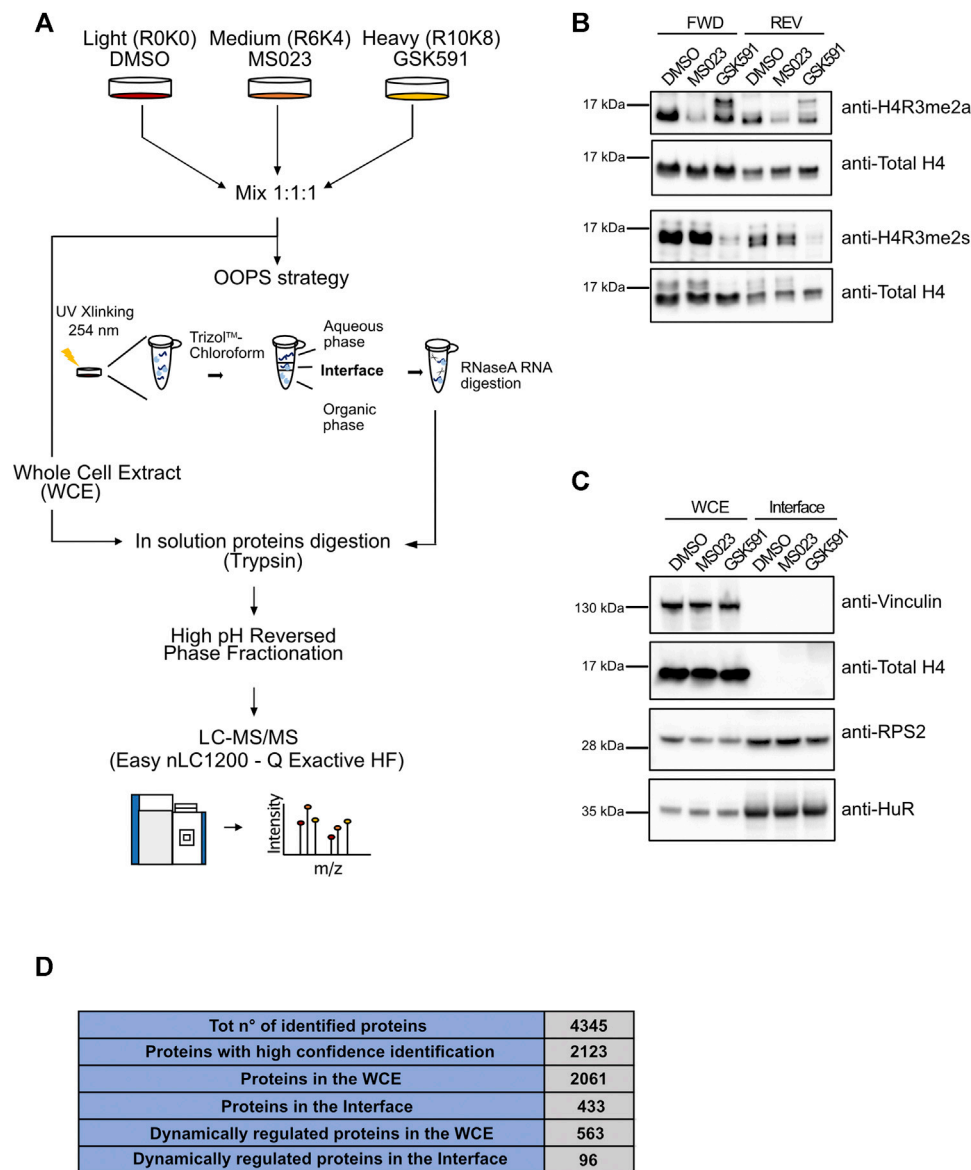 A
Light (R0K0) Medium (R6K4) Heavy (R10K8)
DMSO MS023 GSK591
Mix 1:1:1
OOPS strategy
UV Xlinking
254 nm
Trizol™-
Chloroform
Aqueous
phase
Interface
Organic
phase
RNaseA RNA
digestion
Whole Cell Extract
(WCE)
In solution proteins digestion
(Trypsin)
High pH Reversed
Phase Fractionation
LC-MS/MS
(Easy nLC1200 - Q Exactive HF)
Intensity
m/z
B
FWD REV
DMSO MS023 GSK591 DMSO MS023 GSK591
17 kDa anti-H4R3me2a
17 kDa anti-Total H4
17 kDa anti-H4R3me2s
17 kDa anti-Total H4
C
WCE Interface
DMSO MS023 GSK591 DMSO MS023 GSK591
130 kDa anti-Vinculin
17 kDa anti-Total H4
28 kDa anti-RPS2
35 kDa anti-HuR
D
Tot n° of identified proteins 4345
Proteins with high confidence identification 2123
Proteins in the WCE 2061
Proteins in the Interface 433
Dynamically regulated proteins in the WCE 563
Dynamically regulated proteins in the Interface 96